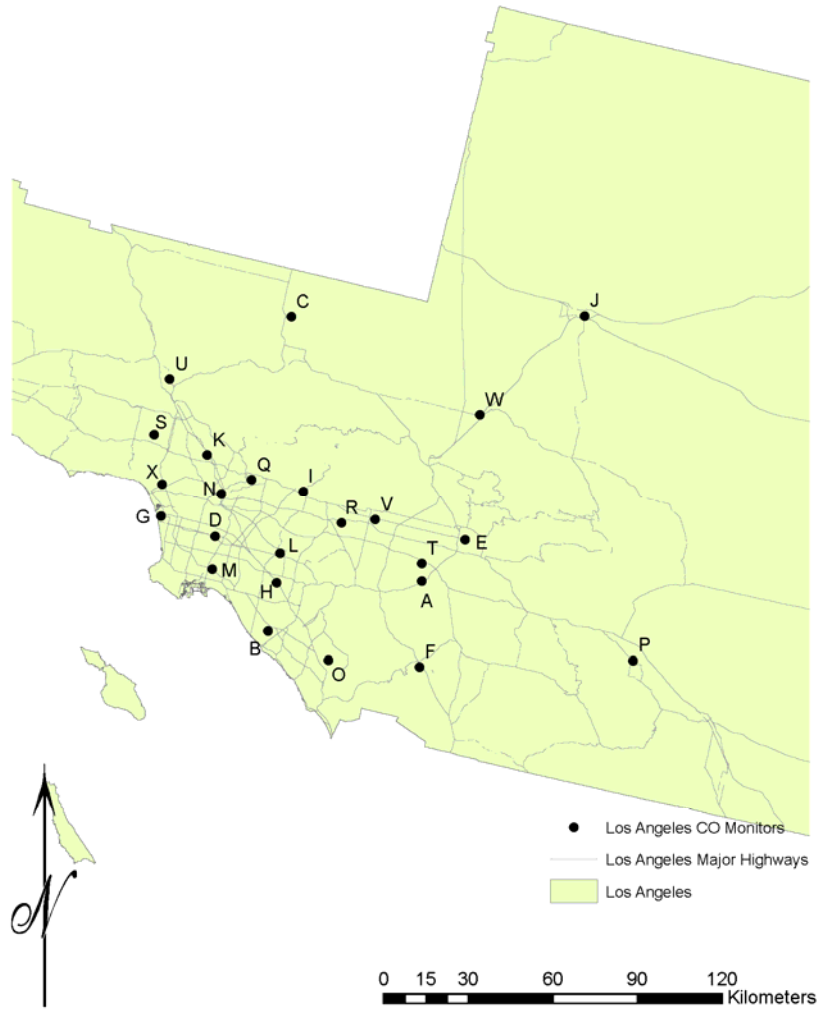 C
J
U
W
S
K
Q
X
I
N
G
R
V
D
E
L
T
M
H
A
B
F
P
O
Los Angeles CO Monitors
Los Angeles Major Highways
Los Angeles
N
0 15 30 60 90 120
Kilometers